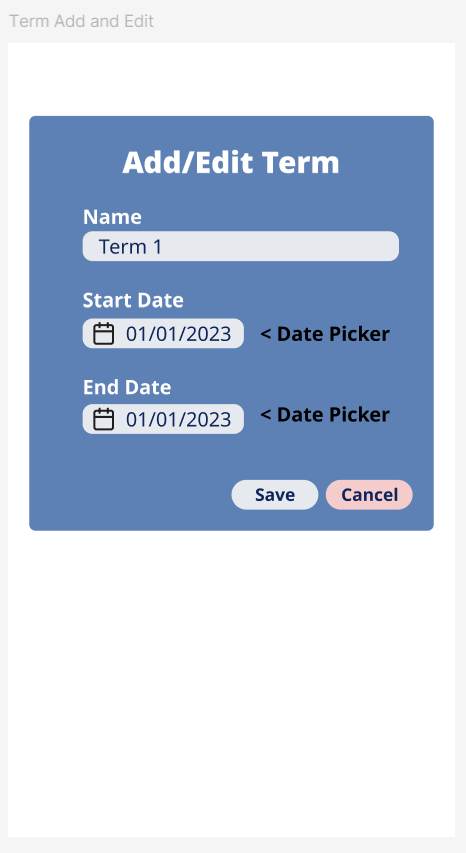 Term Add and Edit
Add/Edit Term
Name
Term 1
Start Date
01/01/2023 < Date Picker
End Date
01/01/2023 < Date Picker
Save Cancel